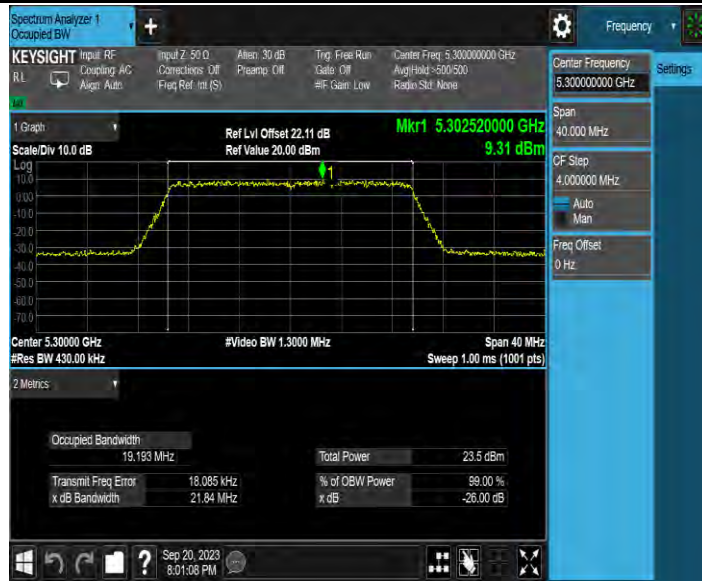 Spectrum Analyzer 1
Occupied BW
+
Frequency
KEYSIGHT Input: RF Input Z: 50 Ω Atten: 30 dB Trig: Free Run Center Freq: 5.300000000 GHz
RL Coupling: AC Corrections: Off Preamp: Off Gate: Off Avg|Hold:>500/500
Align: Auto Freq Ref: Int (S) #IF Gain: Low Radio Std: None
Center Frequency
5.300000000 GHz
Settings
Span
40.000 MHz
CF Step
4.000000 MHz
Auto
Man
Freq Offset
0 Hz
1 Graph
Ref Lvl Offset 22.11 dB Mkr1 5.302520000 GHz
Scale/Div 10.0 dB Ref Value 20.00 dBm 9.31 dBm
Log
10.0
0.00
-10.0
-20.0
-30.0
-40.0
-50.0
-60.0
-70.0
1
Center 5.30000 GHz #Video BW 1.3000 MHz Span 40 MHz
#Res BW 430.00 kHz Sweep 1.00 ms (1001 pts)
2 Metrics
Occupied Bandwidth
19.193 MHz Total Power 23.5 dBm
Transmit Freq Error 18.085 kHz % of OBW Power 99.00 %
x dB Bandwidth 21.84 MHz x dB -26.00 dB
? Sep 20, 2023
8:01:08 PM